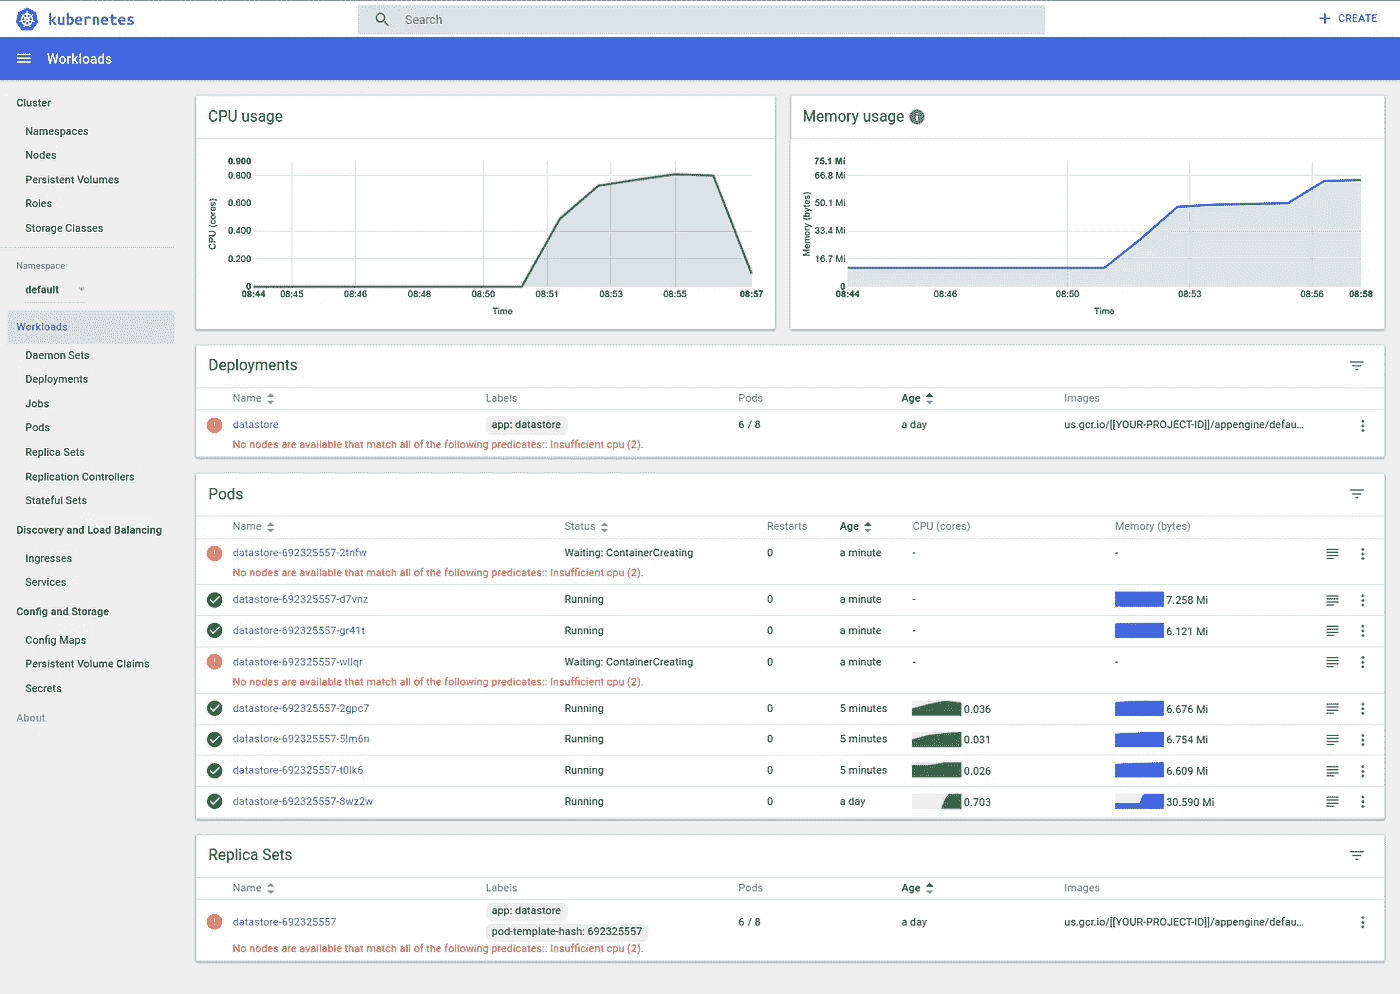 kubernetes
Search
CREATE
Workloads
Cluster
Namespaces
Nodes
Persistent Volumes
Roles
Storage Classes
Namespace
default
Workloads
Daemon Sets
Deployments
Jobs
Pods
Replica Sets
Replication Controllers
Stateful Sets
Discovery and Load Balancing
Ingresses
Services
Config and Storage
Config Maps
Persistent Volume Claims
Secrets
About
CPU usage
CPU (cores)
0.900
0.800
0.600
0.400
0.200
0
08:44 08:45 08:46 08:48 08:50 08:51 08:53 08:55 08:57
Time
Memory usage
Memory (bytes)
75.1 Mi
66.8 Mi
50.1 Mi
33.4 Mi
16.7 Mi
0
08:44 08:46 08:50 08:53 08:56 08:58
Time
Deployments
Name Labels Pods Age Images
datastore app: datastore 6 / 8 a day us.gcr.io/[[YOUR-PROJECT-ID]]/appengine/defau...
No nodes are available that match all of the following predicates:: Insufficient cpu (2).
Pods
Name Status Restarts Age CPU (cores) Memory (bytes)
datastore-692325557-2tnfw Waiting: ContainerCreating 0 a minute - -
No nodes are available that match all of the following predicates:: Insufficient cpu (2).
datastore-692325557-d7vnz Running 0 a minute - 7.258 Mi
datastore-692325557-gr41t Running 0 a minute - 6.121 Mi
datastore-692325557-wllqr Waiting: ContainerCreating 0 a minute - -
No nodes are available that match all of the following predicates:: Insufficient cpu (2).
datastore-692325557-2gpc7 Running 0 5 minutes 0.036 6.676 Mi
datastore-692325557-5lm6n Running 0 5 minutes 0.031 6.754 Mi
datastore-692325557-t0lk6 Running 0 5 minutes 0.026 6.609 Mi
datastore-692325557-8wz2w Running 0 a day 0.703 30.590 Mi
Replica Sets
Name Labels Pods Age Images
datastore-692325557 app: datastore 6 / 8 a day us.gcr.io/[[YOUR-PROJECT-ID]]/appengine/defau...
pod-template-hash: 692325557
No nodes are available that match all of the following predicates:: Insufficient cpu (2).